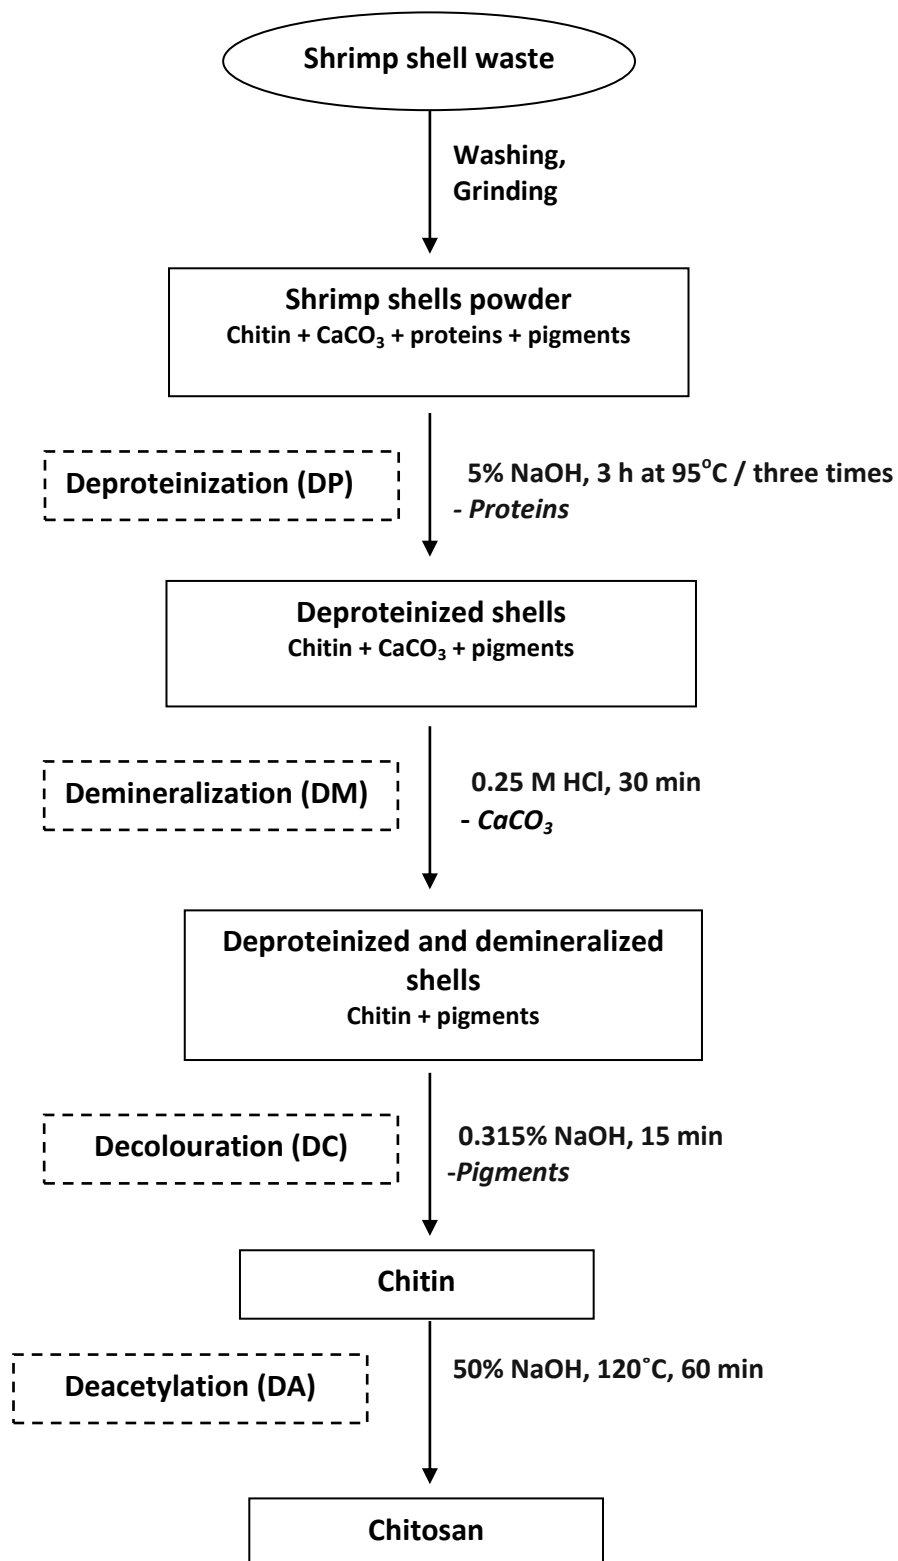 Shrimp shell waste
Washing,
Grinding
Shrimp shells powder
Chitin + CaCO₃ + proteins + pigments
Deproteinization (DP)
5% NaOH, 3 h at 95°C / three times
- Proteins
Deproteinized shells
Chitin + CaCO₃ + pigments
Demineralization (DM)
0.25 M HCl, 30 min
- CaCO₃
Deproteinized and demineralized
shells
Chitin + pigments
Decolouration (DC)
0.315% NaOH, 15 min
-Pigments
Chitin
Deacetylation (DA)
50% NaOH, 120˚C, 60 min
Chitosan